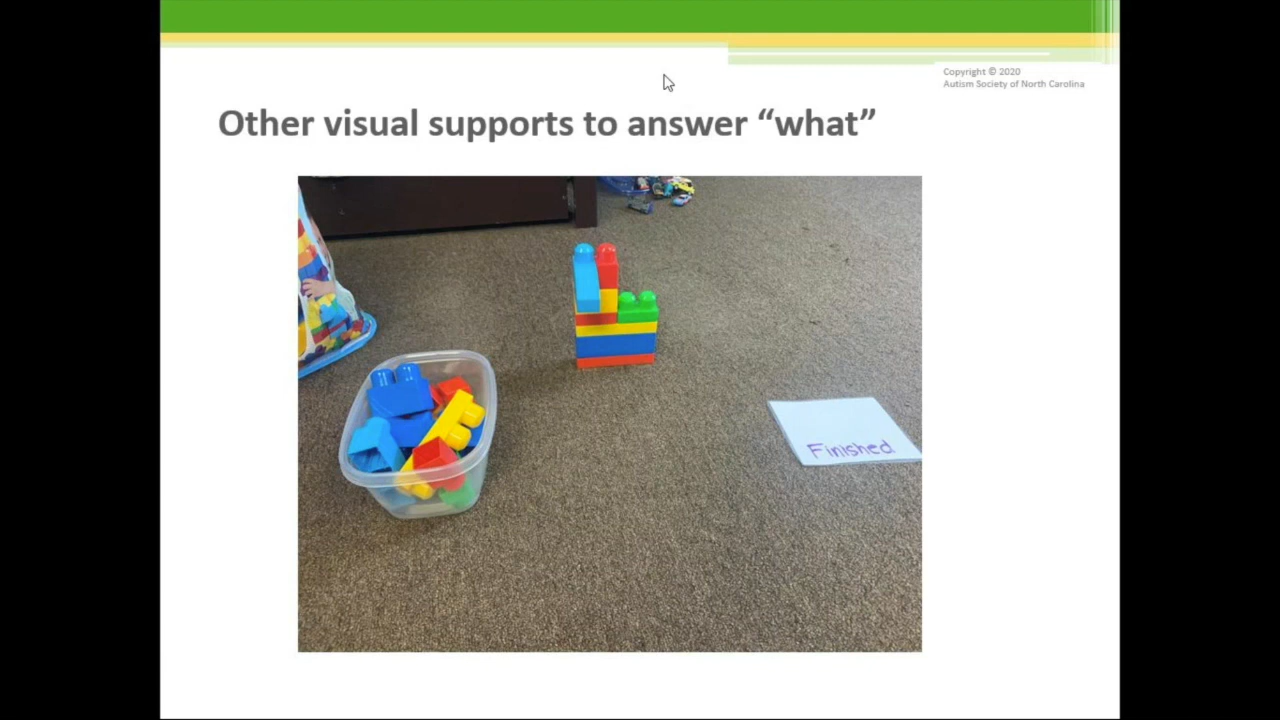 Copyright © 2020
Autism Society of North Carolina
Other visual supports to answer “what”
Finished